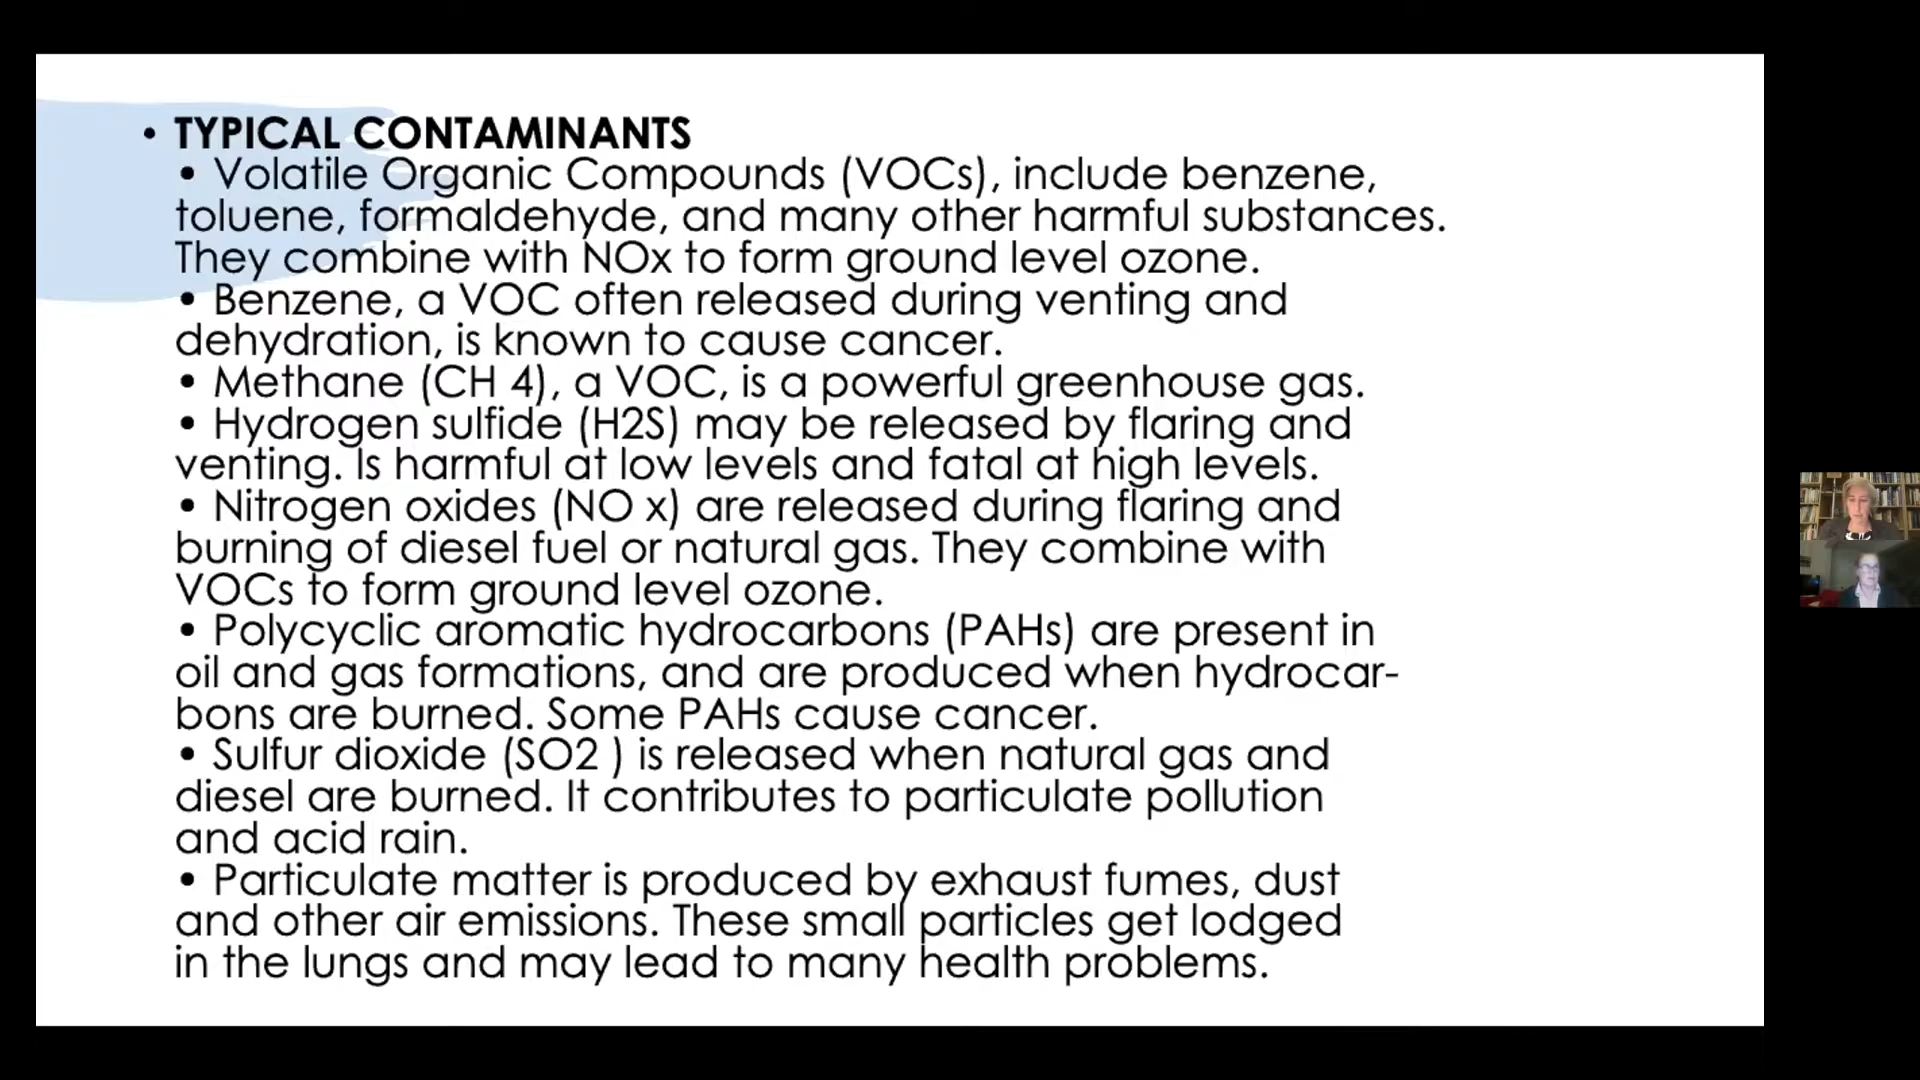 • TYPICAL CONTAMINANTS
• Volatile Organic Compounds (VOCs), include benzene,
toluene, formaldehyde, and many other harmful substances.
They combine with NOx to form ground level ozone.
• Benzene, a VOC often released during venting and
dehydration, is known to cause cancer.
• Methane (CH 4), a VOC, is a powerful greenhouse gas.
• Hydrogen sulfide (H2S) may be released by flaring and
venting. Is harmful at low levels and fatal at high levels.
• Nitrogen oxides (NO x) are released during flaring and
burning of diesel fuel or natural gas. They combine with
VOCs to form ground level ozone.
• Polycyclic aromatic hydrocarbons (PAHs) are present in
oil and gas formations, and are produced when hydrocar-
bons are burned. Some PAHs cause cancer.
• Sulfur dioxide (SO2 ) is released when natural gas and
diesel are burned. It contributes to particulate pollution
and acid rain.
• Particulate matter is produced by exhaust fumes, dust
and other air emissions. These small particles get lodged
in the lungs and may lead to many health problems.